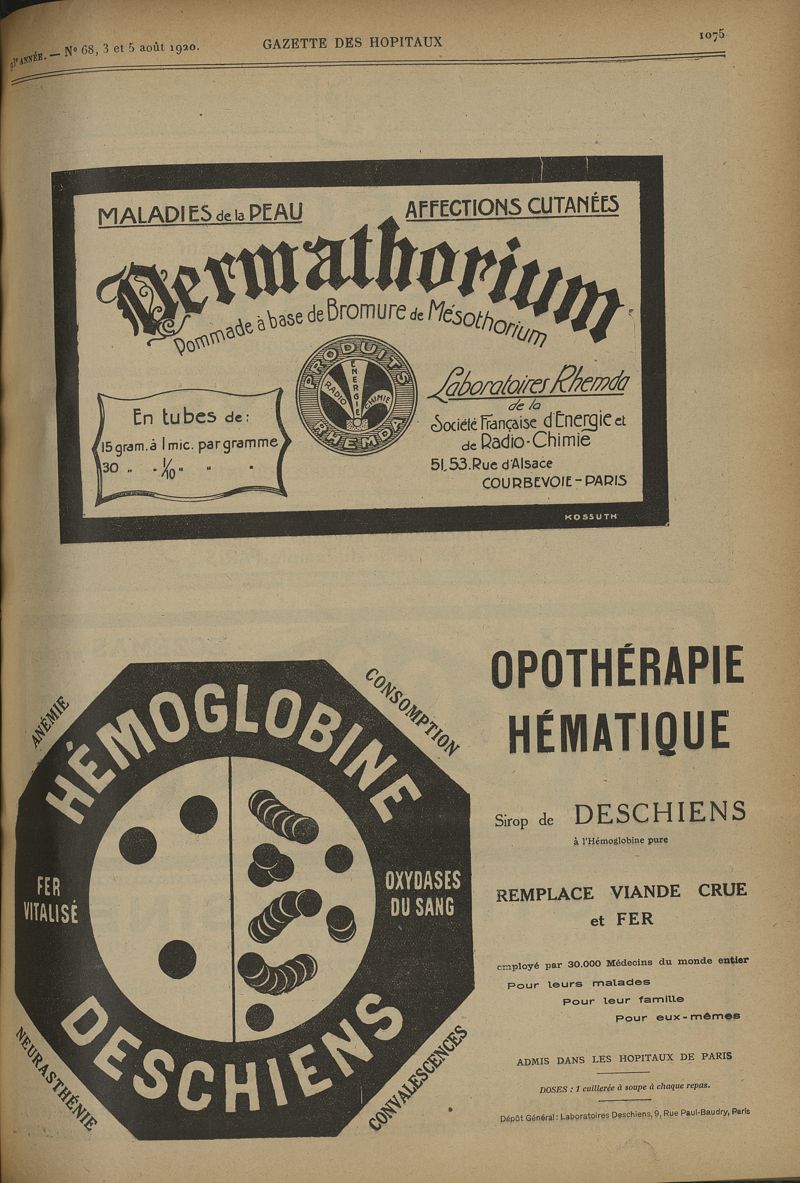 93e ANNÉE. — No 68, 3 et 5 août 1920.
GAZETTE DES HOPITAUX
1075
MALADIES de la PEAU
AFFECTIONS CUTANÉES
Dermathorium
Pommade à base de Bromure de Mésothorium
PRODUITS
RADIO
ENERGIE
CHIMIE
RHEMDA
En tubes de:
15 gram. à 1 mic. par gramme
30 " - 1/10 " " "
Laboratoires Rhemda
de la
Société Française d'Energie et
de Radio-Chimie
51, 53. Rue d'Alsace
COURBEVOIE - PARIS
KOSSUTH
ANÉMIE
CONSOMPTION
HÉMOGLOBINE
FER
VITALISÉ
OXYDASES
DU SANG
DESCHIENS
NEURASTHÉNIE
CONVALESCENCES
OPOTHÉRAPIE
HÉMATIQUE
Sirop de DESCHIENS
à l'Hémoglobine pure
REMPLACE VIANDE CRUE
et FER
employé par 30.000 Médecins du monde entier
Pour leurs malades
Pour leur famille
Pour eux-mêmes
ADMIS DANS LES HOPITAUX DE PARIS
DOSES : 1 cuillerée à soupe à chaque repas.
Dépôt Général : Laboratoires Deschiens, 9, Rue Paul-Baudry, Paris